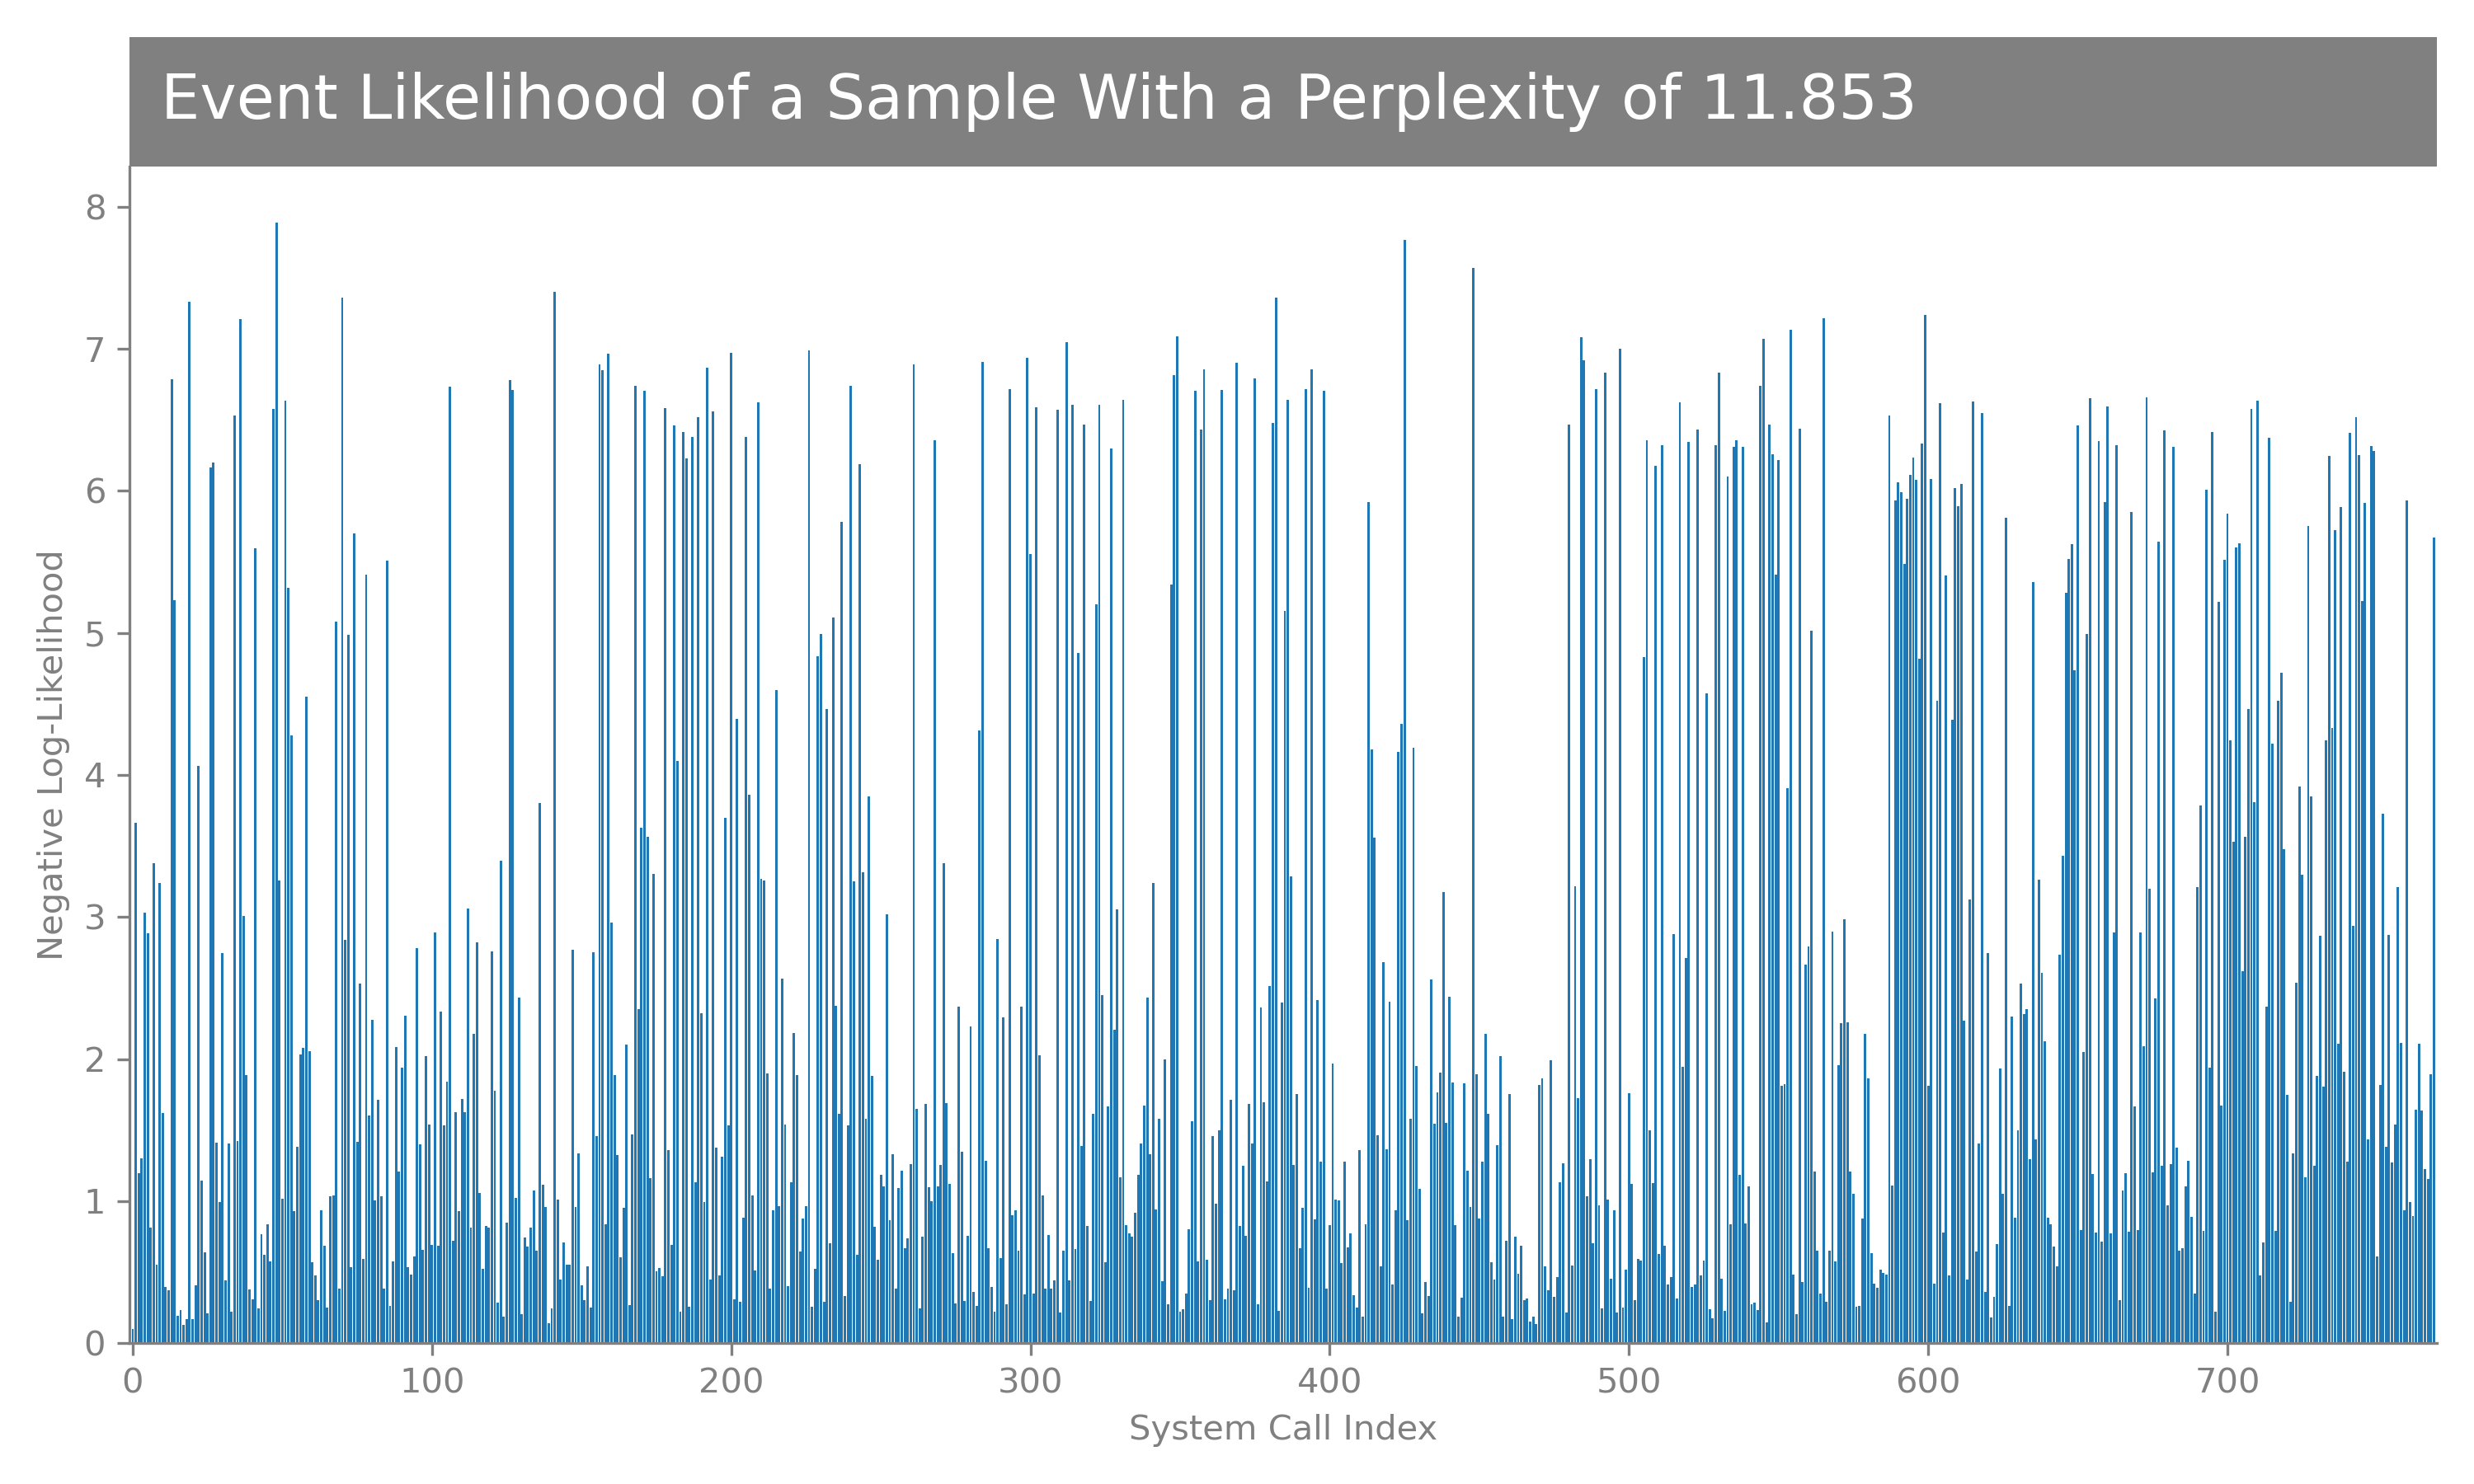 Event Likelihood of a Sample With a Perplexity of 11.853
8
7
6
5
4
3
2
1
0
Negative Log-Likelihood
0 100 200 300 400 500 600 700
System Call Index